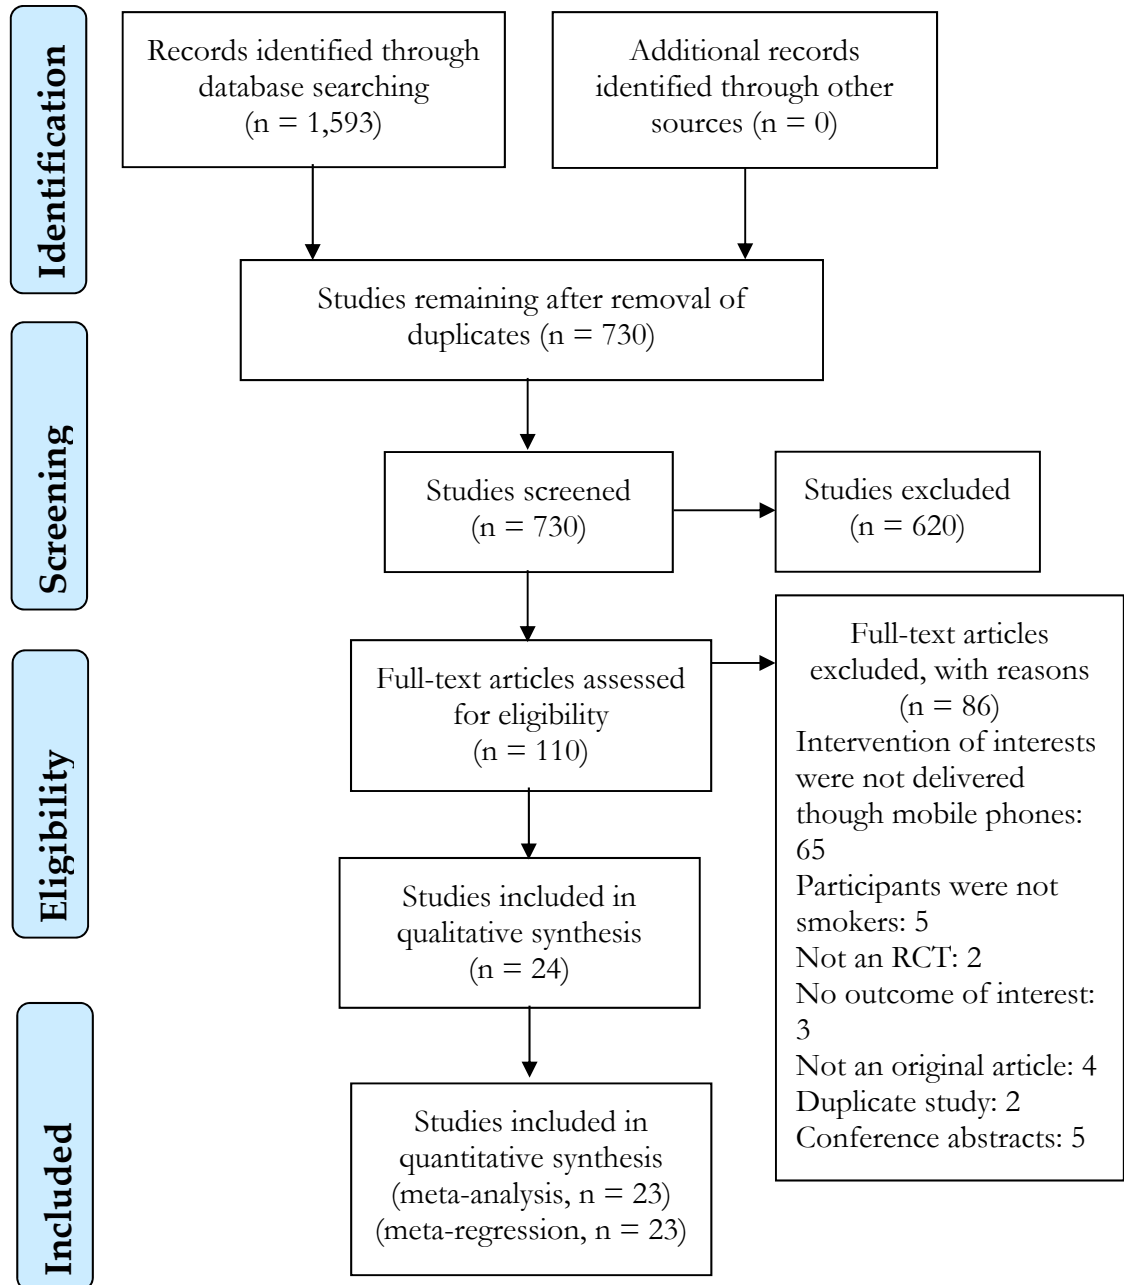 Identification
Records identified through
database searching
(n = 1,593)
Additional records
identified through other
sources (n = 0)
Studies remaining after removal of
duplicates (n = 730)
Screening
Studies screened
(n = 730)
Studies excluded
(n = 620)
Eligibility
Full-text articles assessed
for eligibility
(n = 110)
Full-text articles
excluded, with reasons
(n = 86)
Intervention of interests
were not delivered
though mobile phones:
65
Participants were not
smokers: 5
Not an RCT: 2
No outcome of interest:
3
Not an original article: 4
Duplicate study: 2
Conference abstracts: 5
Studies included in
qualitative synthesis
(n = 24)
Included
Studies included in
quantitative synthesis
(meta-analysis, n = 23)
(meta-regression, n = 23)